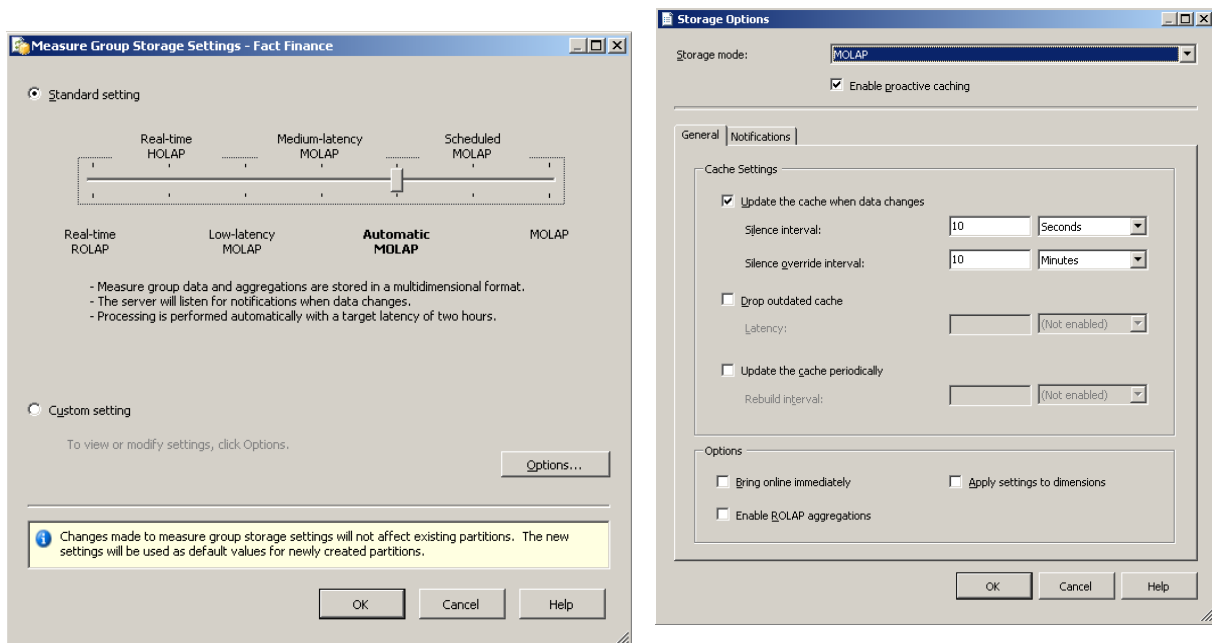 Measure Group Storage Settings - Fact Finance
Standard setting
Real-time HOLAP
Medium-latency MOLAP
Scheduled MOLAP
Real-time ROLAP
Low-latency MOLAP
Automatic MOLAP
MOLAP
- Measure group data and aggregations are stored in a multidimensional format.
- The server will listen for notifications when data changes.
- Processing is performed automatically with a target latency of two hours.
Custom setting
To view or modify settings, click Options.
Options...
Changes made to measure group storage settings will not affect existing partitions. The new
settings will be used as default values for newly created partitions.
OK Cancel Help
Storage Options
Storage mode: MOLAP
Enable proactive caching
General Notifications
Cache Settings
Update the cache when data changes
Silence interval: 10 Seconds
Silence override interval: 10 Minutes
Drop outdated cache
Latency: (Not enabled)
Update the cache periodically
Rebuild interval: (Not enabled)
Options
Bring online immediately Apply settings to dimensions
Enable ROLAP aggregations
OK Cancel Help